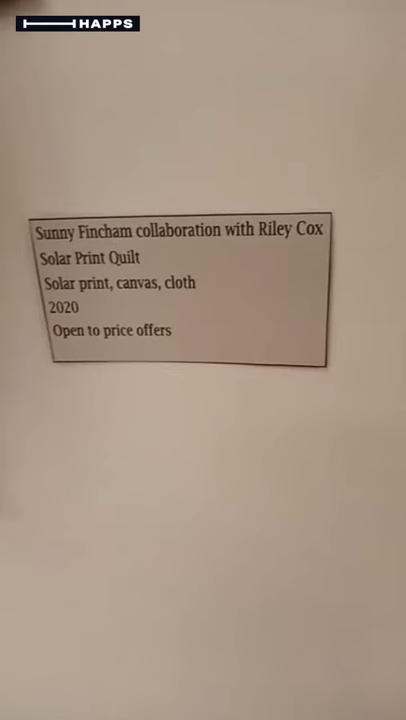 HAPPS
Sunny Fincham collaboration with Riley Cox
Solar Print Quilt
Solar print, canvas, cloth
2020
Open to price offers